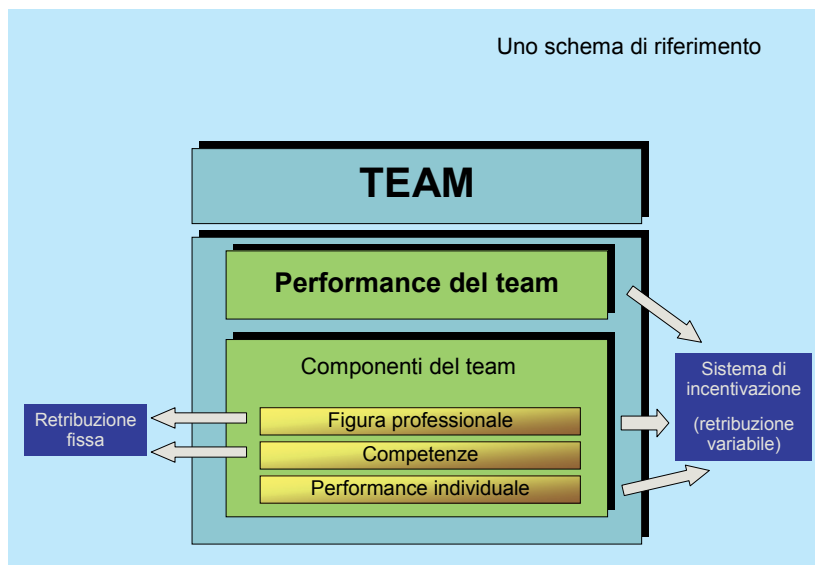 Uno schema di riferimento
TEAM
Performance del team
Componenti del team
Figura professionale
Competenze
Performance individuale
Retribuzione
fissa
Sistema di
incentivazione
(retribuzione
variabile)